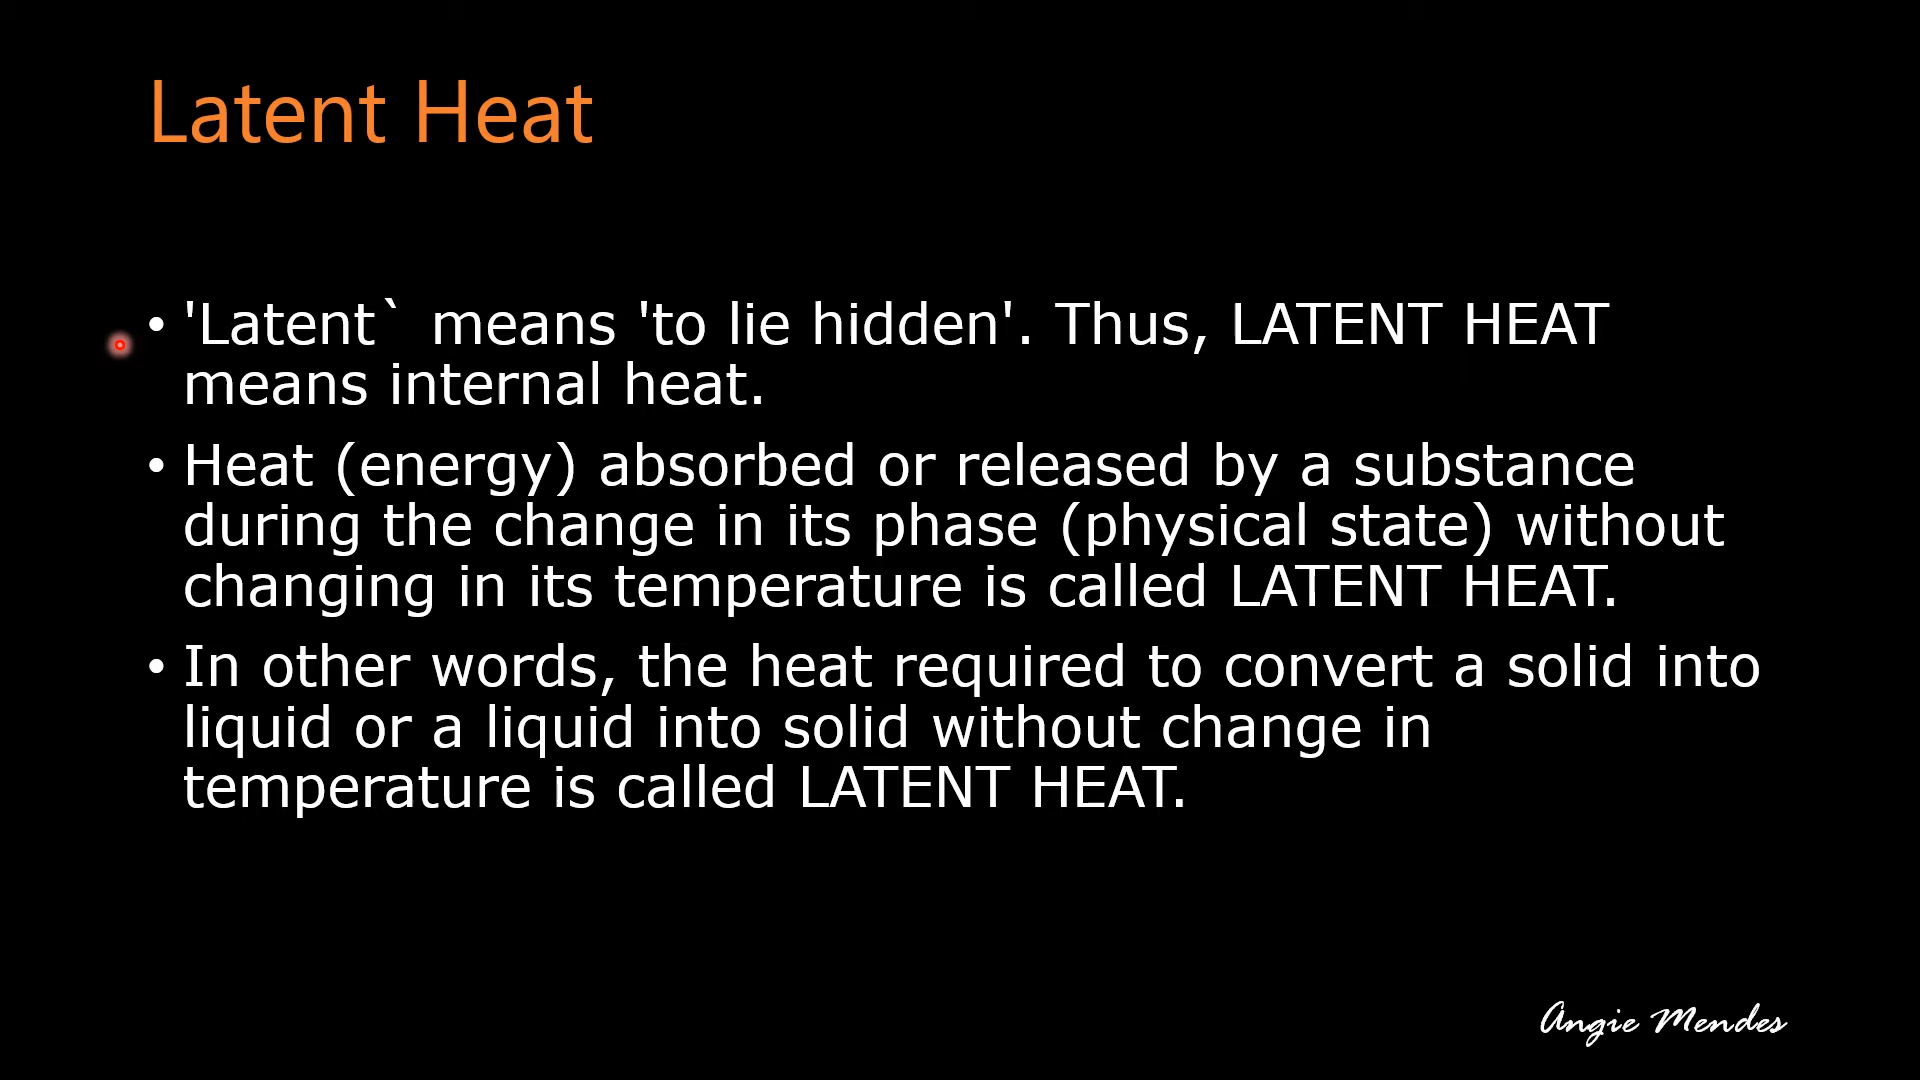 Latent Heat
• 'Latent` means 'to lie hidden'. Thus, LATENT HEAT
means internal heat.
• Heat (energy) absorbed or released by a substance
during the change in its phase (physical state) without
changing in its temperature is called LATENT HEAT.
• In other words, the heat required to convert a solid into
liquid or a liquid into solid without change in
temperature is called LATENT HEAT.
Angie Mendes